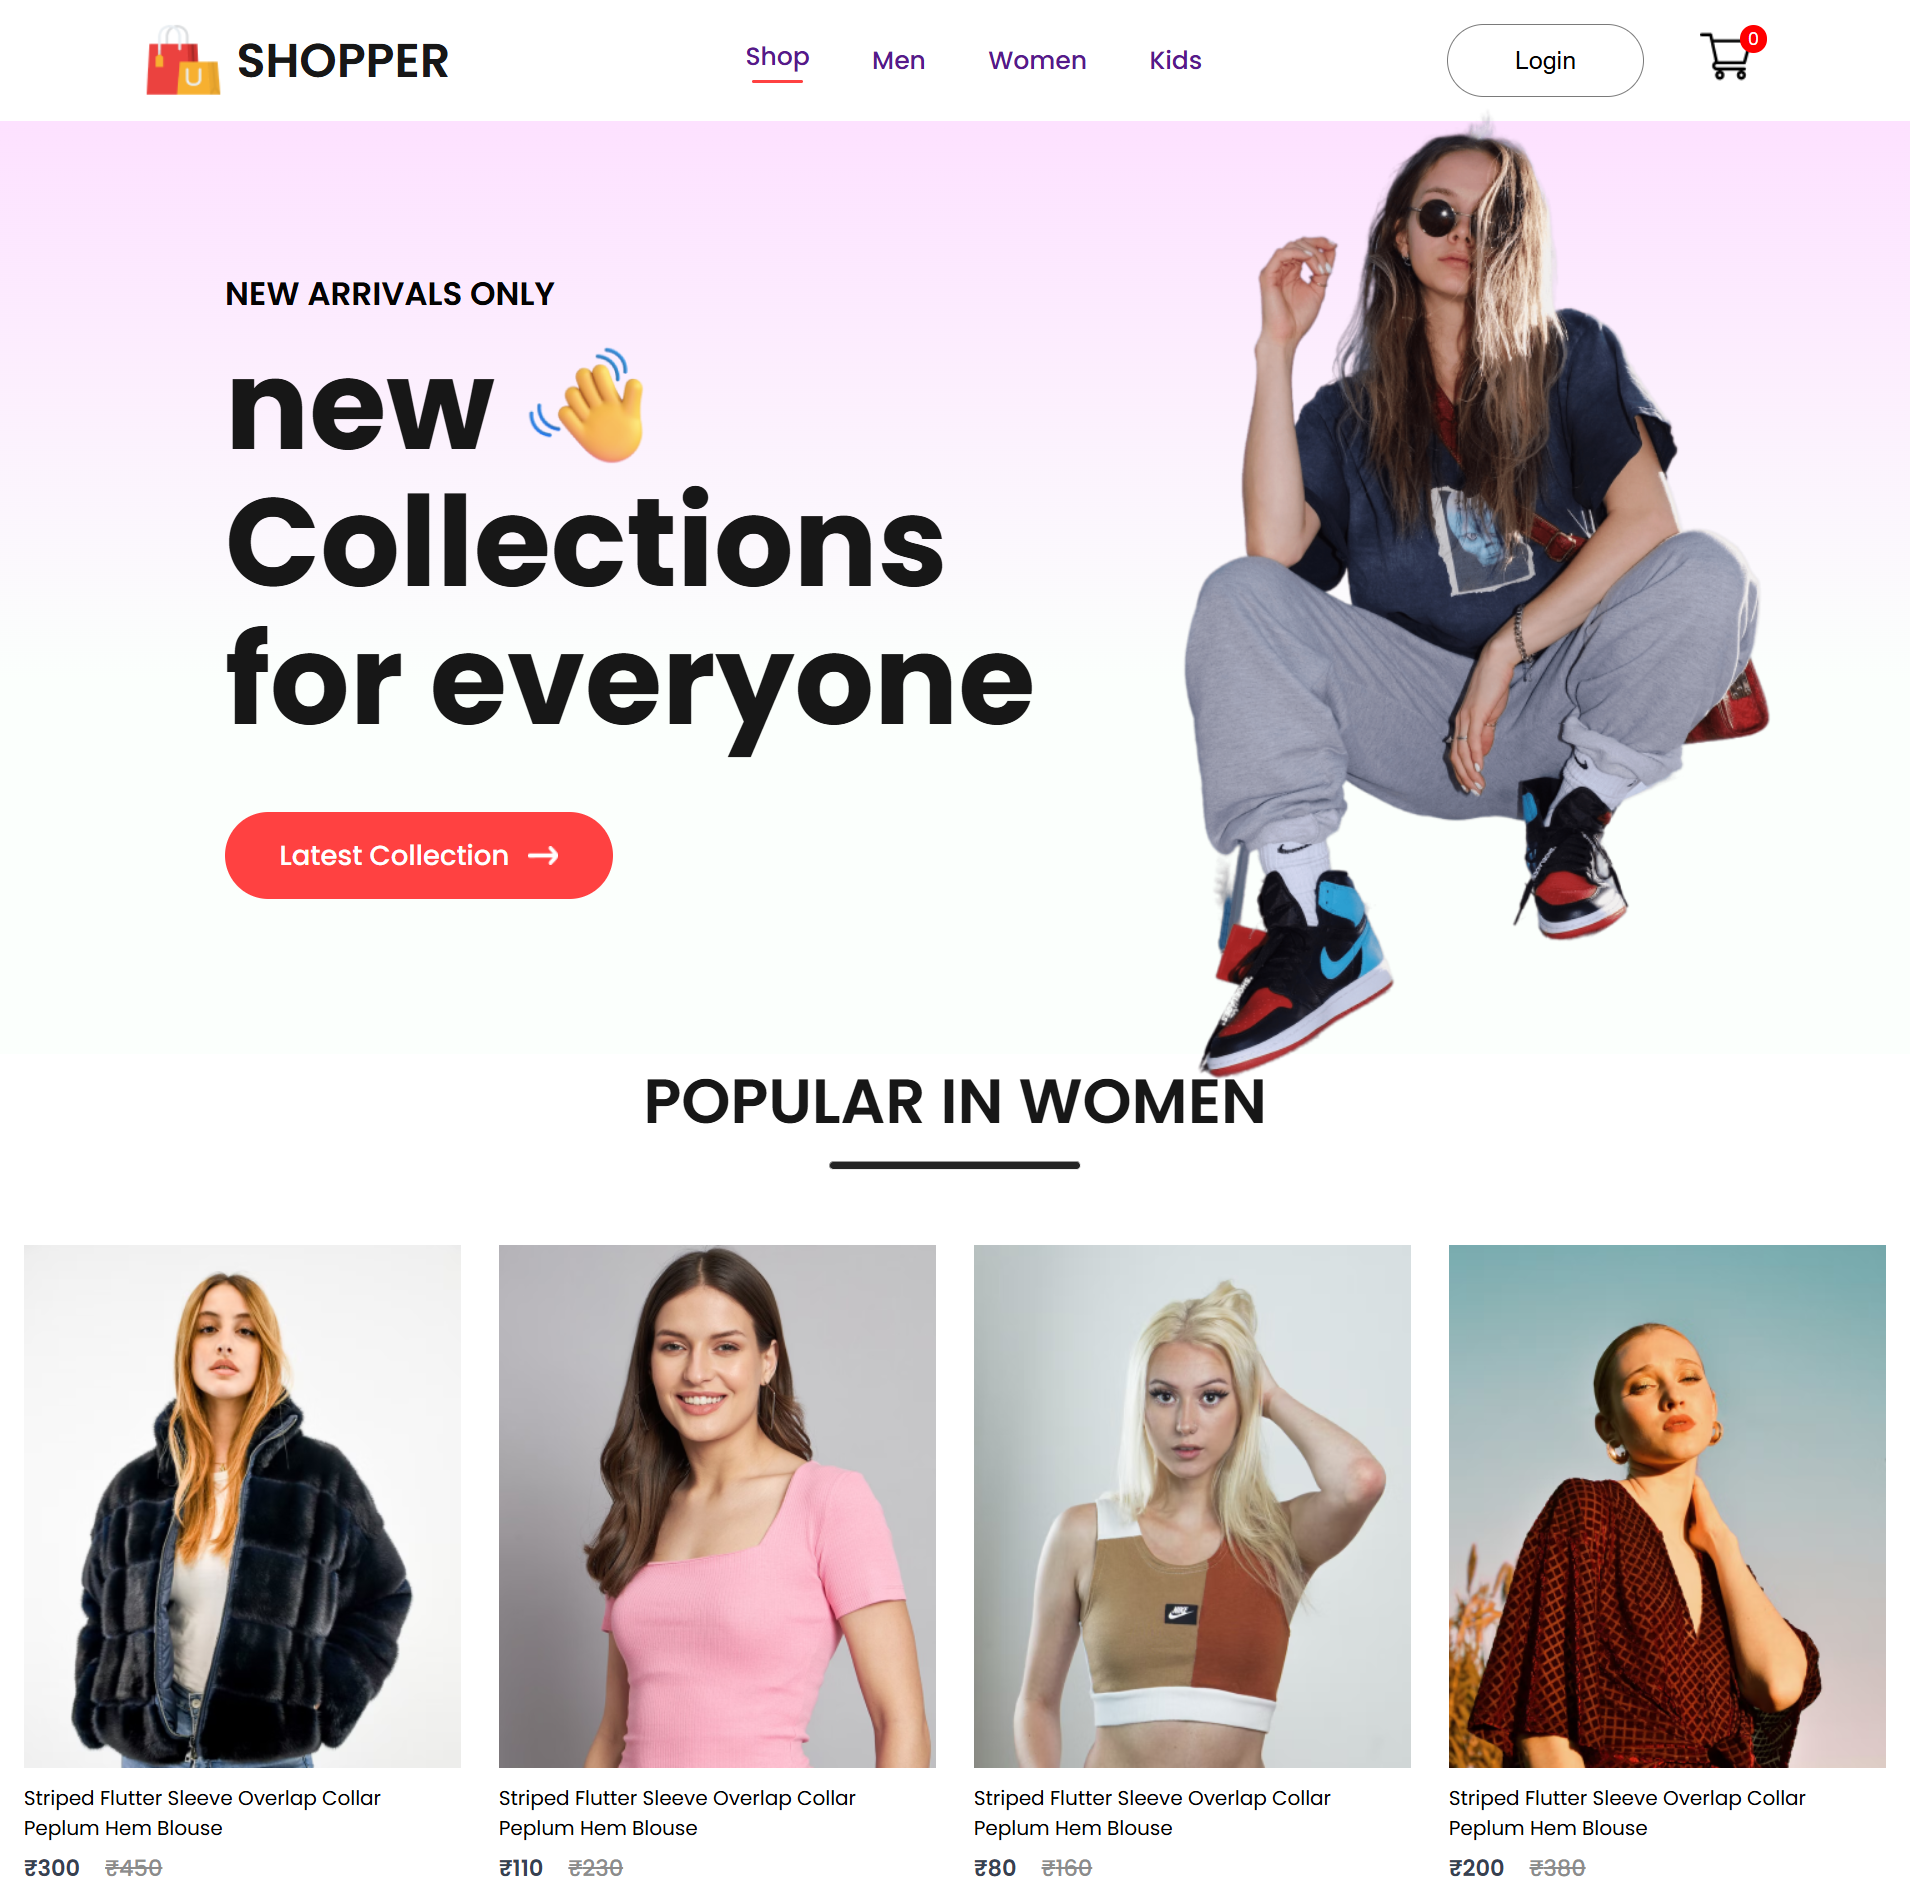 SHOPPER
Shop
Men
Women
Kids
Login
0
NEW ARRIVALS ONLY
new
Collections
for everyone
Latest Collection
POPULAR IN WOMEN
NIKE
Striped Flutter Sleeve Overlap Collar
Peplum Hem Blouse
₹300 ₹450
Striped Flutter Sleeve Overlap Collar
Peplum Hem Blouse
₹110 ₹230
Striped Flutter Sleeve Overlap Collar
Peplum Hem Blouse
₹80 ₹160
Striped Flutter Sleeve Overlap Collar
Peplum Hem Blouse
₹200 ₹380